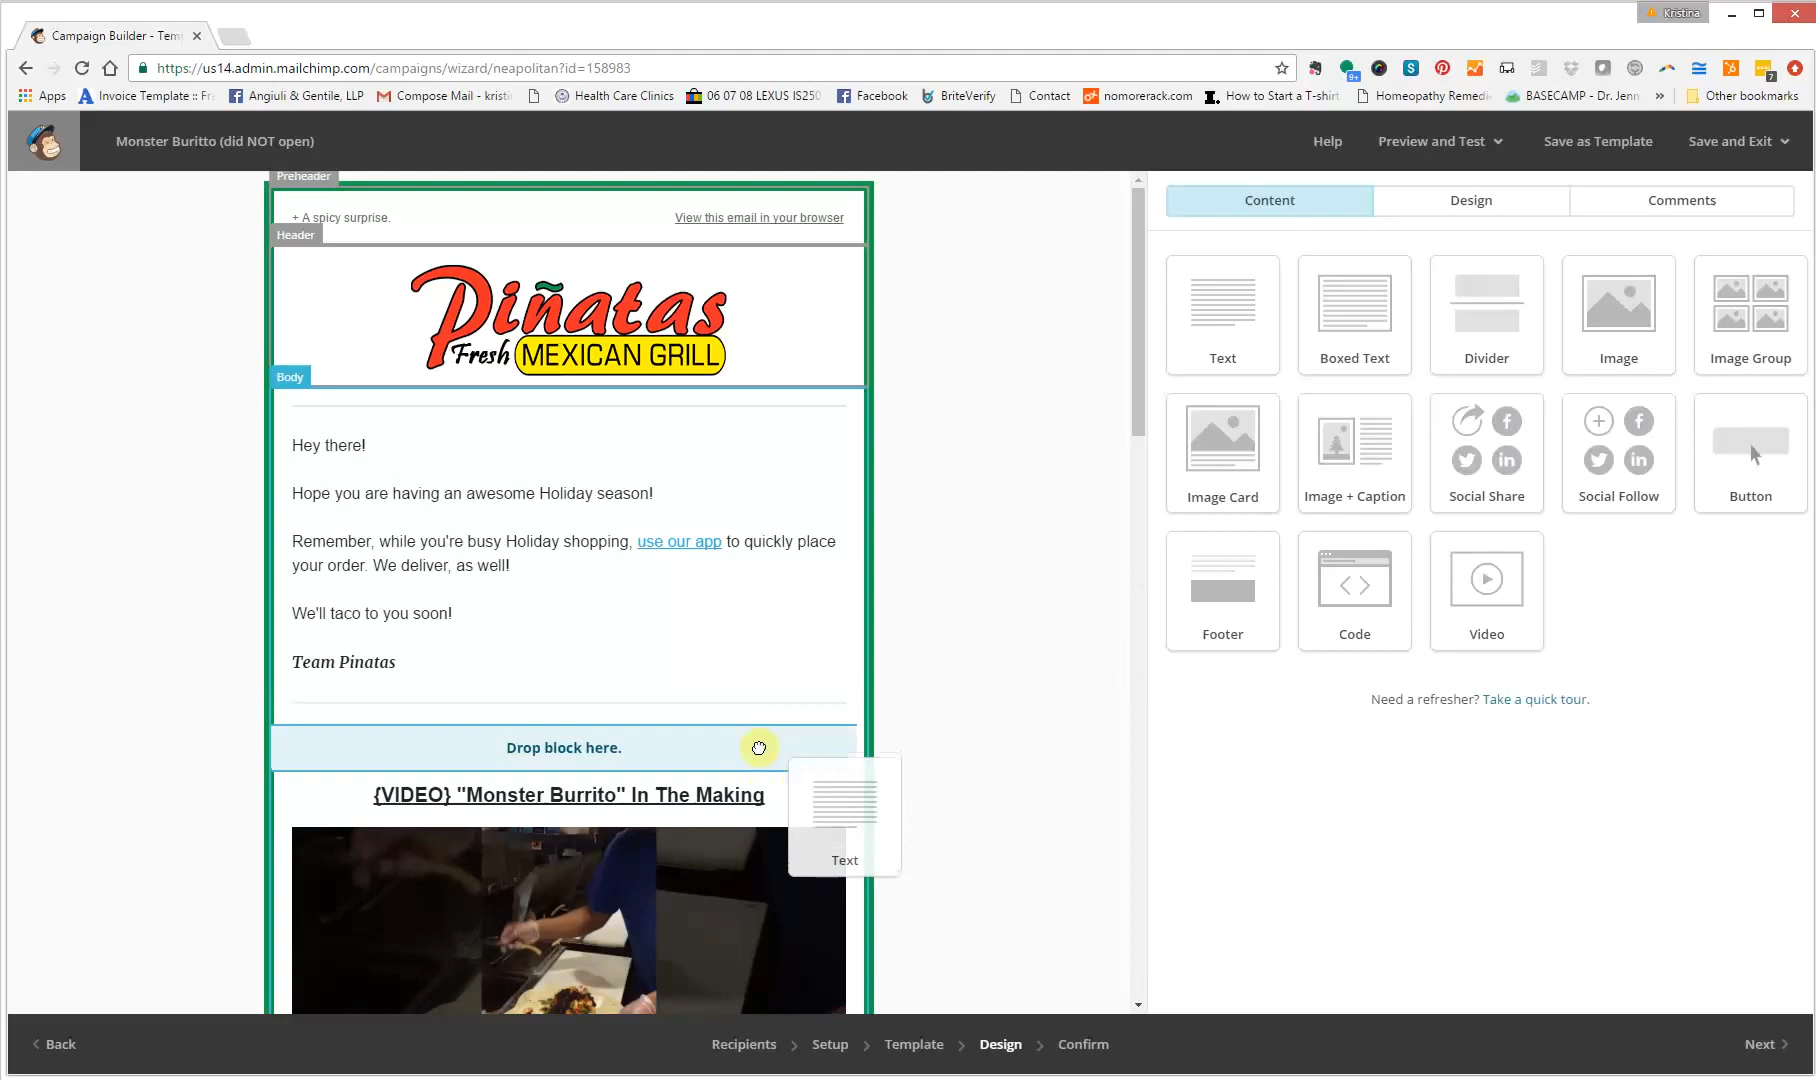 Kristina
Campaign Builder - Tem
https://us14.admin.mailchimp.com/campaigns/wizard/neapolitan?id=158983
9+
7
Apps
Invoice Template :: Fr
Angiuli & Gentile, LLP
Compose Mail - kristi
Health Care Clinics
06 07 08 LEXUS IS250
Facebook
BriteVerify
Contact
nomorerack.com
How to Start a T-shirt
Homeopathy Remedi
BASECAMP - Dr. Jenn
»
Other bookmarks
Monster Buritto (did NOT open)
Help
Preview and Test
Save as Template
Save and Exit
Preheader
+ A spicy surprise.
View this email in your browser
Header
Piñatas
Fresh MEXICAN GRILL
Body
Hey there!
Hope you are having an awesome Holiday season!
Remember, while you're busy Holiday shopping, use our app to quickly place
your order. We deliver, as well!
We'll taco to you soon!
Team Pinatas
Drop block here.
{VIDEO} "Monster Burrito" In The Making
Text
Content
Design
Comments
Text
Boxed Text
Divider
Image
Image Group
Image Card
Image + Caption
Social Share
Social Follow
Button
Footer
Code
Video
Need a refresher? Take a quick tour.
Back
Recipients
Setup
Template
Design
Confirm
Next